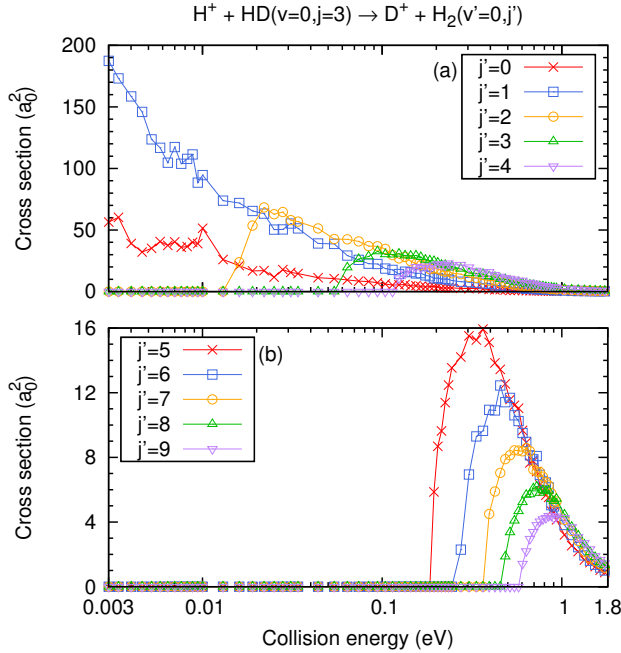 H⁺ + HD(v=0,j=3) → D⁺ + H₂(v'=0,j')
200
150
100
50
0
Cross section (a₀²)
(a)
j'=0
j'=1
j'=2
j'=3
j'=4
16
12
8
4
0
Cross section (a₀²)
(b)
j'=5
j'=6
j'=7
j'=8
j'=9
0.003 0.01 0.1 1 1.8
Collision energy (eV)